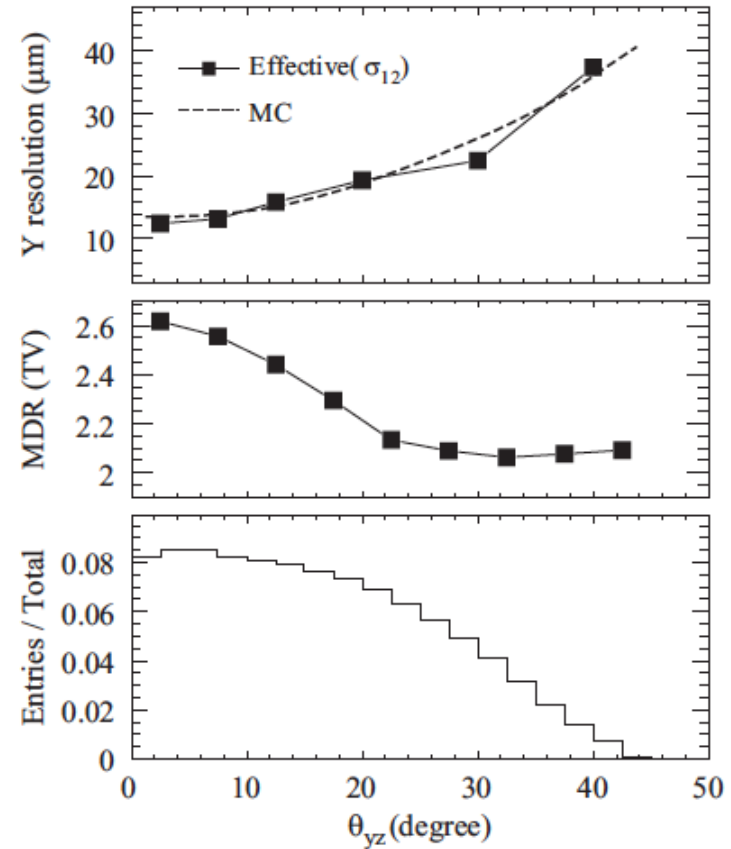 Y resolution (μm)
40
30
20
10
Effective( σ12)
MC
MDR (TV)
2.6
2.4
2.2
2
Entries / Total
0.08
0.06
0.04
0.02
0
0 10 20 30 40 50
θyz (degree)